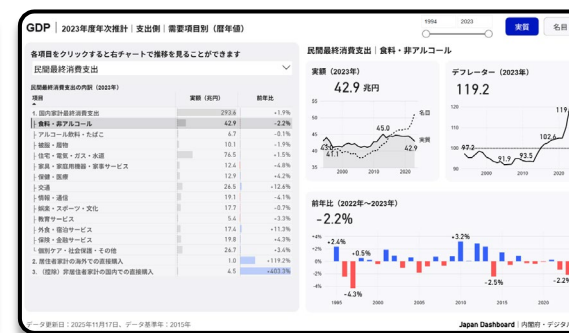 GDP | 2023年度年次推計 | 支出側 | 需要項目別（暦年値）
1994 2023
実質 名目
各項目をクリックすると右チャートで推移を見ることができます
民間最終消費支出
民間最終消費支出の内訳（2023年）
項目 実額（兆円） 前年比
1. 国内家計最終消費支出 293.6 +1.9%
├ 食料・非アルコール 42.9 -2.2%
├ アルコール飲料・たばこ 6.7 -0.1%
├ 被服・履物 10.1 -1.9%
├ 住宅・電気・ガス・水道 76.5 +1.5%
├ 家具・家庭用機器・家事サービス 12.4 -4.8%
├ 保健・医療 12.9 +4.2%
├ 交通 26.5 +12.6%
├ 情報・通信 19.1 -4.1%
├ 娯楽・スポーツ・文化 17.7 -0.7%
├ 教育サービス 5.4 +3.3%
├ 外食・宿泊サービス 17.4 +11.3%
├ 保険・金融サービス 19.8 +4.3%
└ 個別ケア・社会保護・その他 26.7 +3.4%
2. 居住者家計の海外での直接購入 1.0 +119.2%
3. （控除）非居住者家計の国内での直接購入 4.5 +403.3%
民間最終消費支出 | 食料・非アルコール
実額（2023年）
42.9 兆円
55
50
45
40
35
45.0
41.1
42.9
名目
実質
2000 2010 2020
デフレーター（2023年）
119.2
120
110
100
90
97.2
91.9
93.5
102.6
119.
2000 2010 2020
前年比（2022年～2023年）
-2.2%
+4%
+2%
0%
-2%
-4%
+2.4%
+0.5%
-4.3%
+3.2%
-2.5%
-2.2%
1995 2000 2005 2010 2015 2020
データ更新日：2025年11月17日、データ基準年：2015年
Japan Dashboard | 内閣府・デジタル